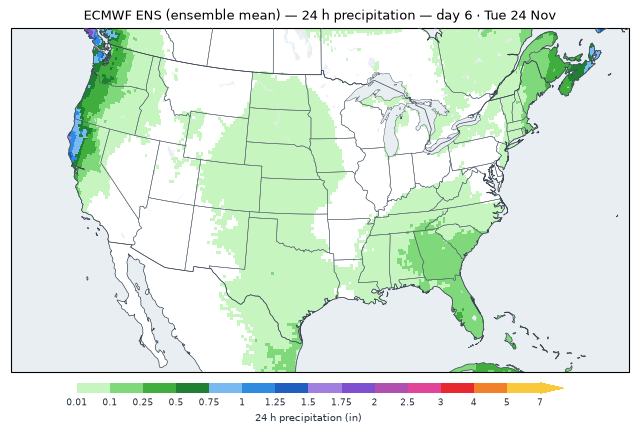 ECMWF ENS (ensemble mean) — 24 h precipitation — day 6 · Tue 24 Nov
0.01 0.1 0.25 0.5 0.75 1 1.25 1.5 1.75 2 2.5 3 4 5 7
24 h precipitation (in)